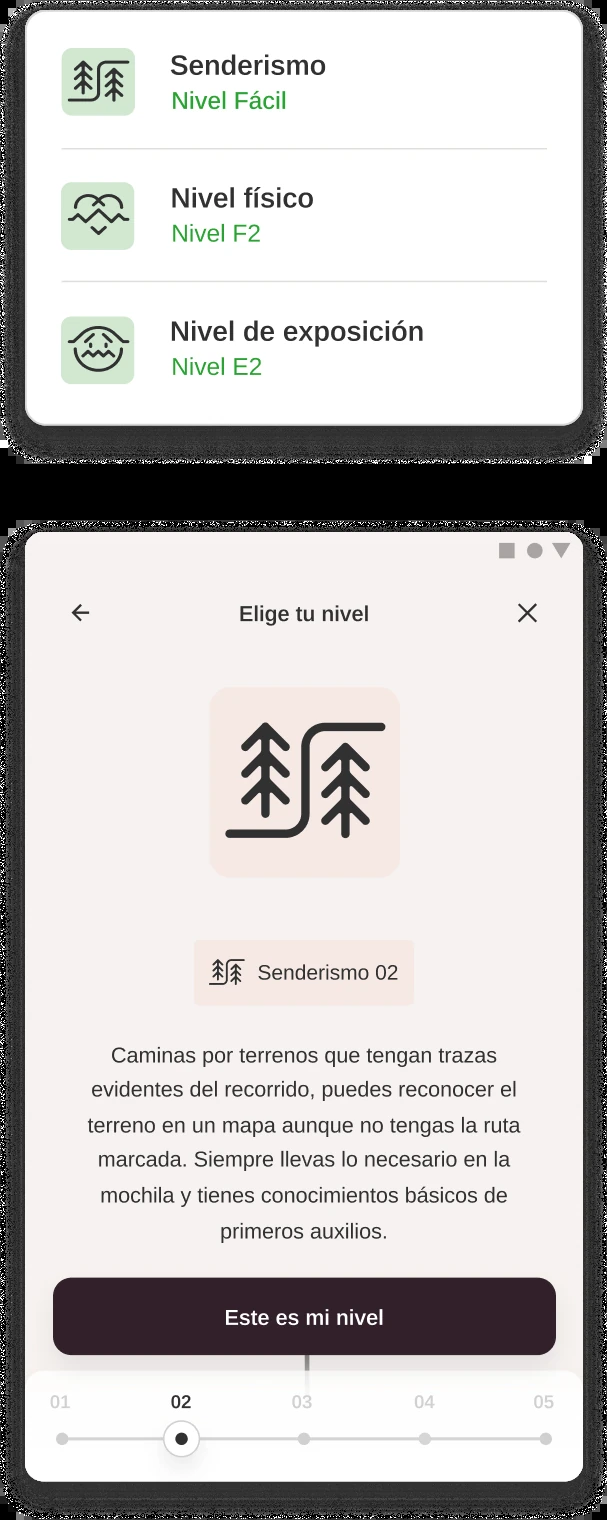 Senderismo
Nivel Fácil
Nivel físico
Nivel F2
Nivel de exposición
Nivel E2
Elige tu nivel
Senderismo 02
Caminas por terrenos que tengan trazas
evidentes del recorrido, puedes reconocer el
terreno en un mapa aunque no tengas la ruta
marcada. Siempre llevas lo necesario en la
mochila y tienes conocimientos básicos de
primeros auxilios.
Este es mi nivel
01 02 03 04 05